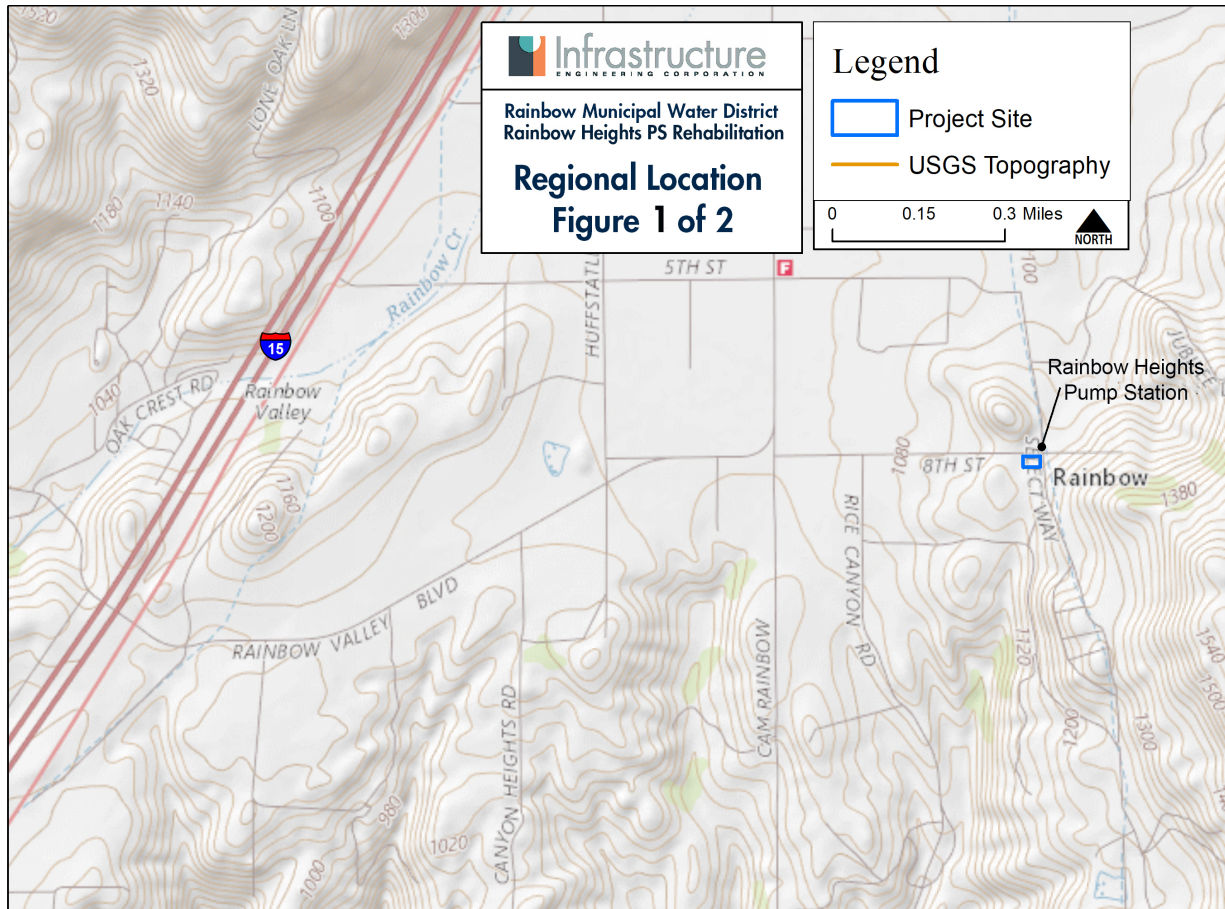 1520
LONE OAK LN
1300
1320
Infrastructure
ENGINEERING CORPORATION
Rainbow Municipal Water District
Rainbow Heights PS Rehabilitation
Regional Location
Figure 1 of 2
Legend
Project Site
USGS Topography
0 0.15 0.3 Miles
NORTH
1180
1140
1100
Rainbow Cr
5TH ST
F
15
1040
OAK CREST RD
Rainbow
Valley
Rainbow Heights
Pump Station
1080
8TH ST
Rainbow
1380
1160
1200
RICE CANYON RD
1120
1200
1300
1540
1500
BLVD
RAINBOW VALLEY
CAM RAINBOW
CANYON HEIGHTS RD
980
1020
1000